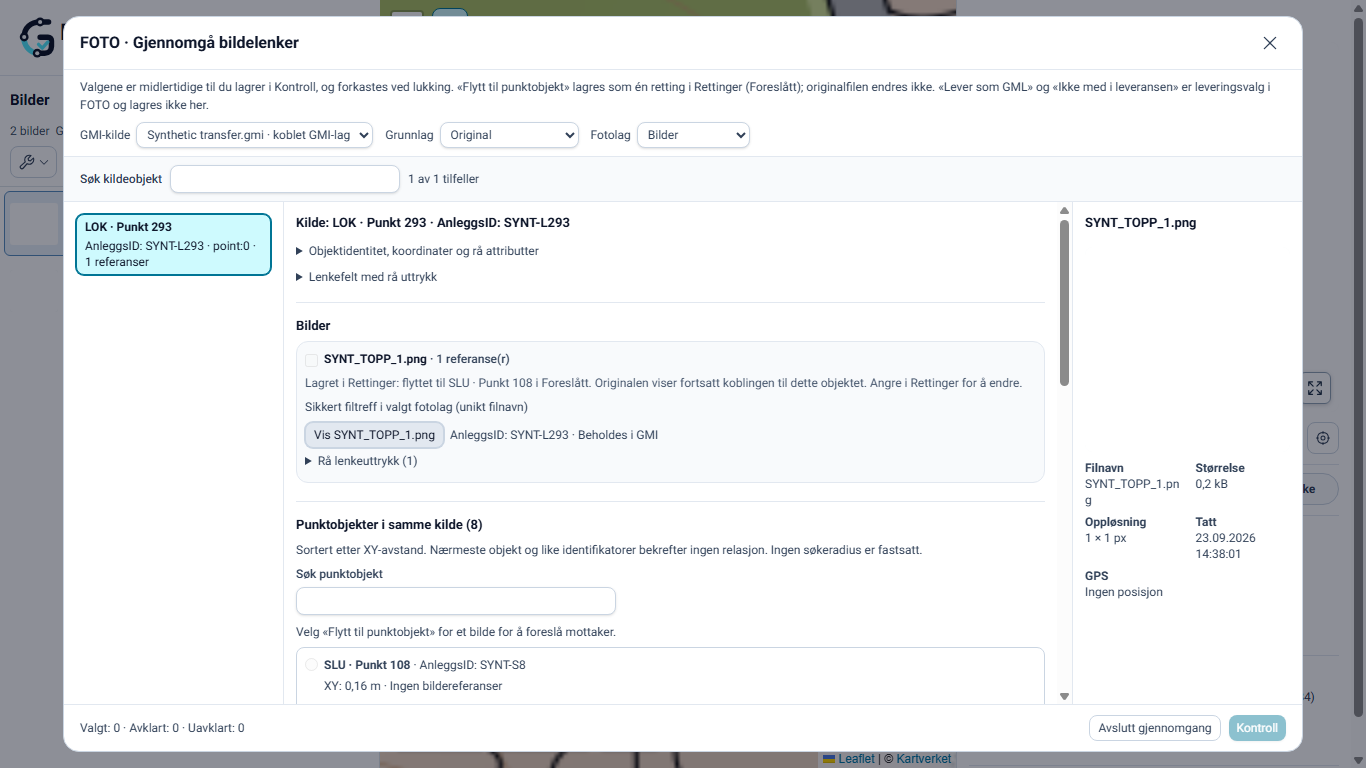 FOTO · Gjennomgå bildelenker
Valgene er midlertidige til du lagrer i Kontroll, og forkastes ved lukking. «Flytt til punktobjekt» lagres som én retting i Rettinger (Foreslått); originalfilen endres ikke. «Lever som GML» og «Ikke med i leveransen» er leveringsvalg i
FOTO og lagres ikke her.
GMI-kilde Synthetic transfer.gmi · koblet GMI-lag Grunnlag Original Fotolag Bilder
Søk kildeobjekt 1 av 1 tilfeller
Bilder
2 bilder G
LOK · Punkt 293
AnleggsID: SYNT-L293 · point:0 ·
1 referanser
Kilde: LOK · Punkt 293 · AnleggsID: SYNT-L293
Objektidentitet, koordinater og rå attributter
Lenkefelt med rå uttrykk
Bilder
SYNT_TOPP_1.png · 1 referanse(r)
Lagret i Rettinger: flyttet til SLU · Punkt 108 i Foreslått. Originalen viser fortsatt koblingen til dette objektet. Angre i Rettinger for å endre.
Sikkert filtreff i valgt fotolag (unikt filnavn)
Vis SYNT_TOPP_1.png AnleggsID: SYNT-L293 · Beholdes i GMI
Rå lenkeuttrykk (1)
Punktobjekter i samme kilde (8)
Sortert etter XY-avstand. Nærmeste objekt og like identifikatorer bekrefter ingen relasjon. Ingen søkeradius er fastsatt.
Søk punktobjekt
Velg «Flytt til punktobjekt» for et bilde for å foreslå mottaker.
SLU · Punkt 108 · AnleggsID: SYNT-S8
XY: 0,16 m · Ingen bildereferanser
SYNT_TOPP_1.png
Filnavn Størrelse
SYNT_TOPP_1.pn 0,2 kB
g
Oppløsning Tatt
1 × 1 px 23.09.2026
14:38:01
GPS
Ingen posisjon
ke
4)
Valgt: 0 · Avklart: 0 · Uavklart: 0
Avslutt gjennomgang Kontroll
Leaflet | © Kartverket